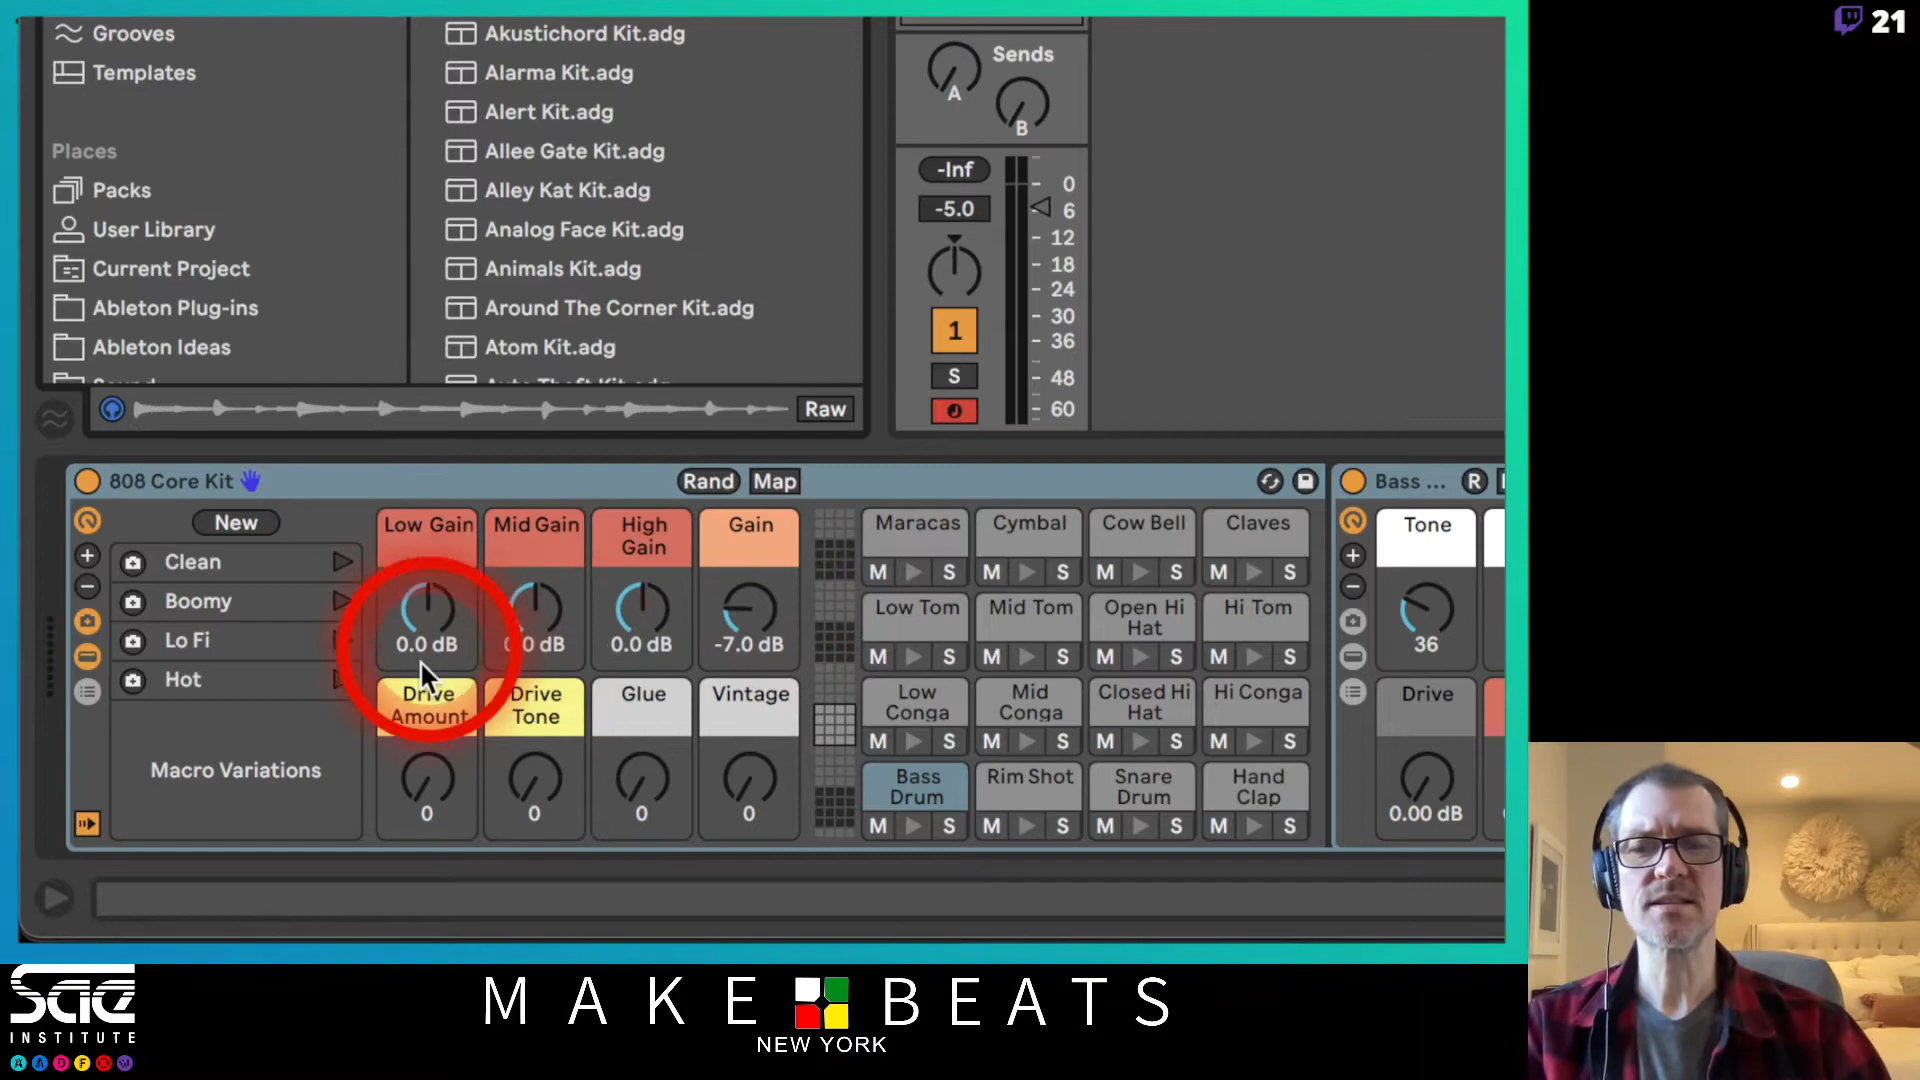 21
Grooves
Templates
Places
Packs
User Library
Current Project
Ableton Plug-ins
Ableton Ideas
Akustichord Kit.adg
Alarma Kit.adg
Alert Kit.adg
Allee Gate Kit.adg
Alley Kat Kit.adg
Analog Face Kit.adg
Animals Kit.adg
Around The Corner Kit.adg
Atom Kit.adg
Raw
Sends
A
B
-Inf
-5.0
0
6
12
18
24
30
36
48
60
1
S
808 Core Kit
Rand
Map
New
Clean
Boomy
Lo Fi
Hot
Macro Variations
Low Gain
Mid Gain
High
Gain
Gain
0.0 dB
0.0 dB
0.0 dB
-7.0 dB
Drive
Amount
Drive
Tone
Glue
Vintage
0
0
0
0
Maracas
Cymbal
Cow Bell
Claves
M S M S M S M S
Low Tom
Mid Tom
Open Hi
Hat
Hi Tom
M S M S M S M S
Low
Conga
Mid
Conga
Closed Hi
Hat
Hi Conga
M S M S M S M S
Bass
Drum
Rim Shot
Snare
Drum
Hand
Clap
M S M S M S M S
Bass ...
R
Tone
36
Drive
0.00 dB
sae
INSTITUTE
MAKE BEATS
NEW YORK